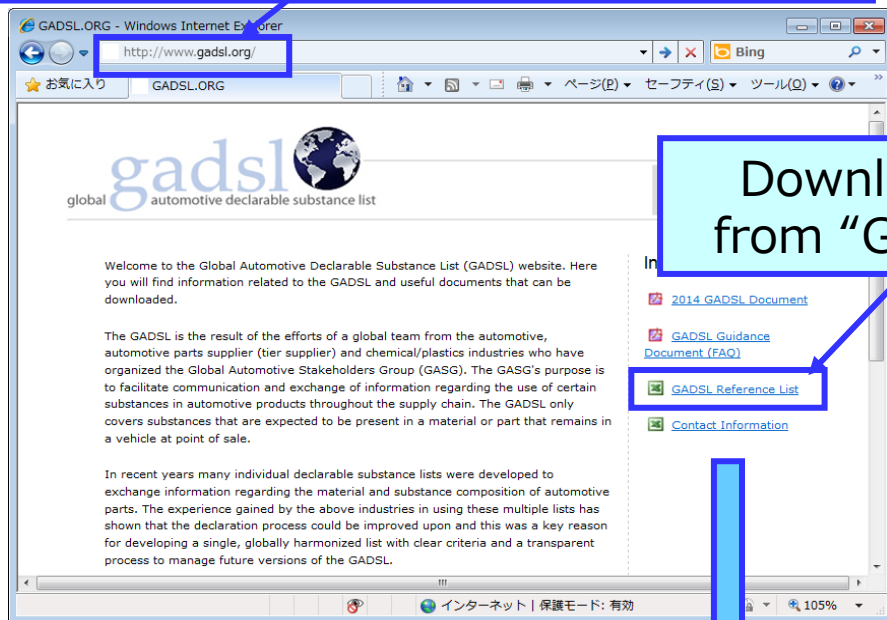 GADSL.ORG - Windows Internet Explorer
http://www.gadsl.org/
Bing
お気に入り
GADSL.ORG
ページ(P)
セーフティ(S)
ツール(O)
»
gadsl
global automotive declarable substance list
Downl
from “G
Welcome to the Global Automotive Declarable Substance List (GADSL) website. Here
you will find information related to the GADSL and useful documents that can be
downloaded.
The GADSL is the result of the efforts of a global team from the automotive,
automotive parts supplier (tier supplier) and chemical/plastics industries who have
organized the Global Automotive Stakeholders Group (GASG). The GASG's purpose is
to facilitate communication and exchange of information regarding the use of certain
substances in automotive products throughout the supply chain. The GADSL only
covers substances that are expected to be present in a material or part that remains in
a vehicle at point of sale.
In recent years many individual declarable substance lists were developed to
exchange information regarding the material and substance composition of automotive
parts. The experience gained by the above industries in using these multiple lists has
shown that the declaration process could be improved upon and this was a key reason
for developing a single, globally harmonized list with clear criteria and a transparent
process to manage future versions of the GADSL.
In
2014 GADSL Document
GADSL Guidance
Document (FAQ)
GADSL Reference List
Contact Information
インターネット | 保護モード: 有効
105%